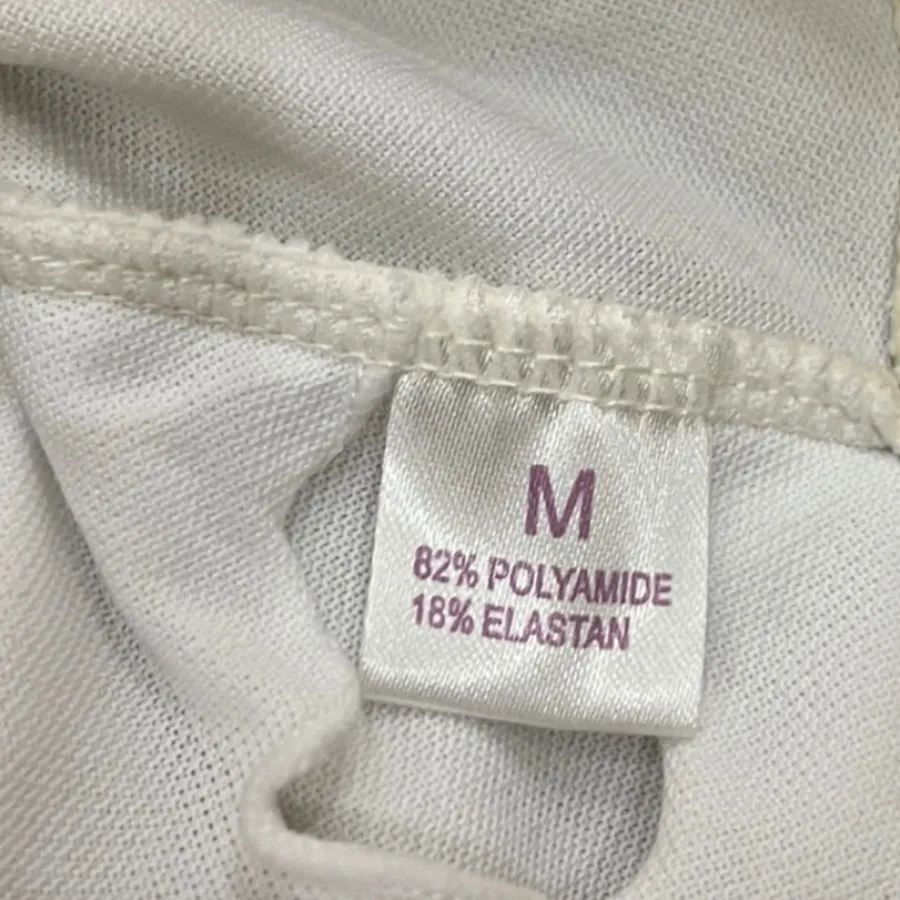 M
82% POLYAMIDE
18% ELASTAN